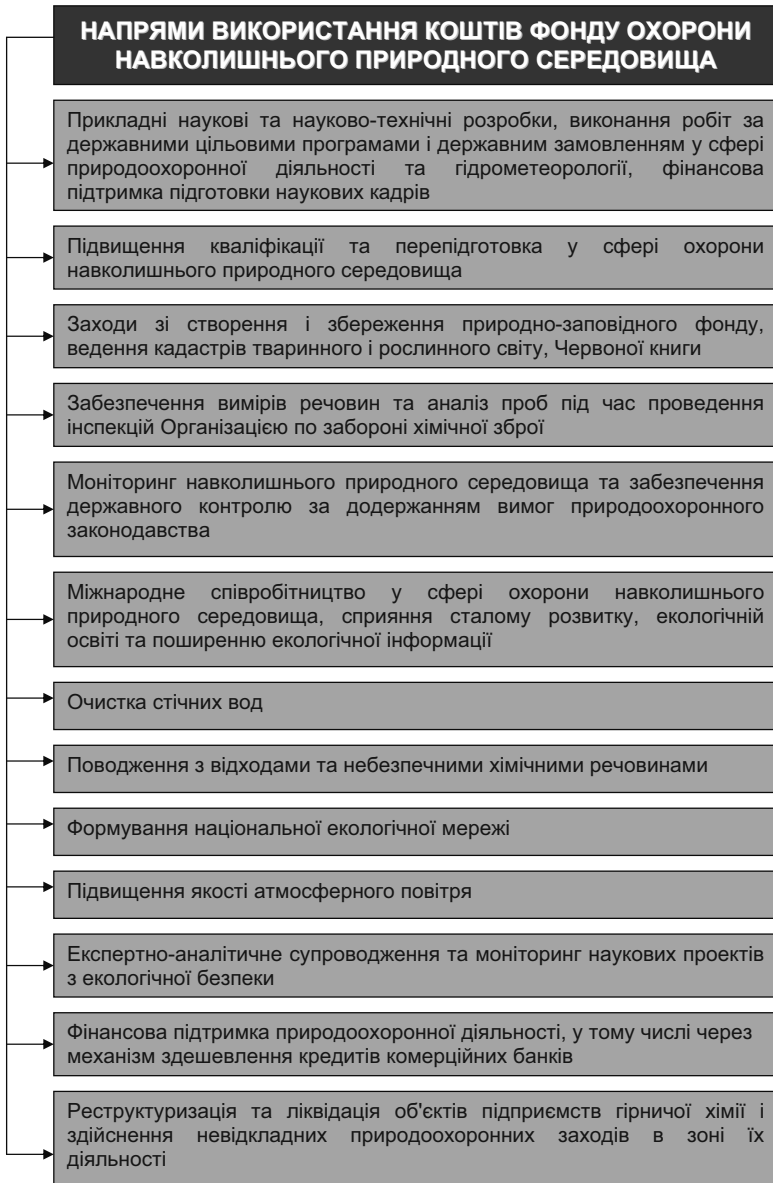 НАПРЯМИ ВИКОРИСТАННЯ КОШТІВ ФОНДУ ОХОРОНИ
НАВКОЛИШНЬОГО ПРИРОДНОГО СЕРЕДОВИЩА
Прикладні наукові та науково-технічні розробки, виконання робіт за
державними цільовими програмами і державним замовленням у сфері
природоохоронної діяльності та гідрометеорології, фінансова
підтримка підготовки наукових кадрів
Підвищення кваліфікації та перепідготовка у сфері охорони
навколишнього природного середовища
Заходи зі створення і збереження природно-заповідного фонду,
ведення кадастрів тваринного і рослинного світу, Червоної книги
Забезпечення вимірів речовин та аналіз проб під час проведення
інспекцій Організацією по забороні хімічної зброї
Моніторинг навколишнього природного середовища та забезпечення
державного контролю за додержанням вимог природоохоронного
законодавства
Міжнародне співробітництво у сфері охорони навколишнього
природного середовища, сприяння сталому розвитку, екологічній
освіті та поширенню екологічної інформації
Очистка стічних вод
Поводження з відходами та небезпечними хімічними речовинами
Формування національної екологічної мережі
Підвищення якості атмосферного повітря
Експертно-аналітичне супроводження та моніторинг наукових проектів
з екологічної безпеки
Фінансова підтримка природоохоронної діяльності, у тому числі через
механізм здешевлення кредитів комерційних банків
Реструктуризація та ліквідація об'єктів підприємств гірничої хімії і
здійснення невідкладних природоохоронних заходів в зоні їх
діяльності